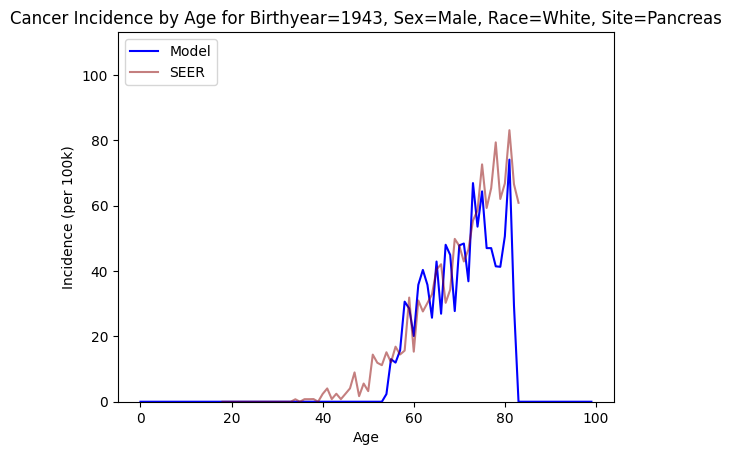 Cancer Incidence by Age for Birthyear=1943, Sex=Male, Race=White, Site=Pancreas
Model
SEER
Incidence (per 100k)
100
80
60
40
20
0
0 20 40 60 80 100
Age